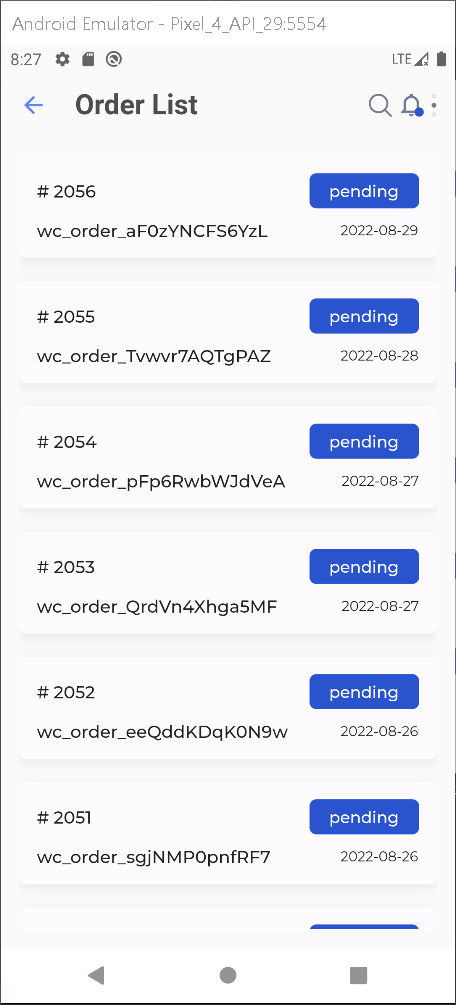 Android Emulator - Pixel_4_API_29:5554
8:27 LTE
Order List
# 2056 pending
wc_order_aF0zYNCFS6YzL 2022-08-29
# 2055 pending
wc_order_Tvwvr7AQTgPAZ 2022-08-28
# 2054 pending
wc_order_pFp6RwbWJdVeA 2022-08-27
# 2053 pending
wc_order_QrdVn4Xhga5MF 2022-08-27
# 2052 pending
wc_order_eeQddKDqK0N9w 2022-08-26
# 2051 pending
wc_order_sgjNMP0pnfRF7 2022-08-26